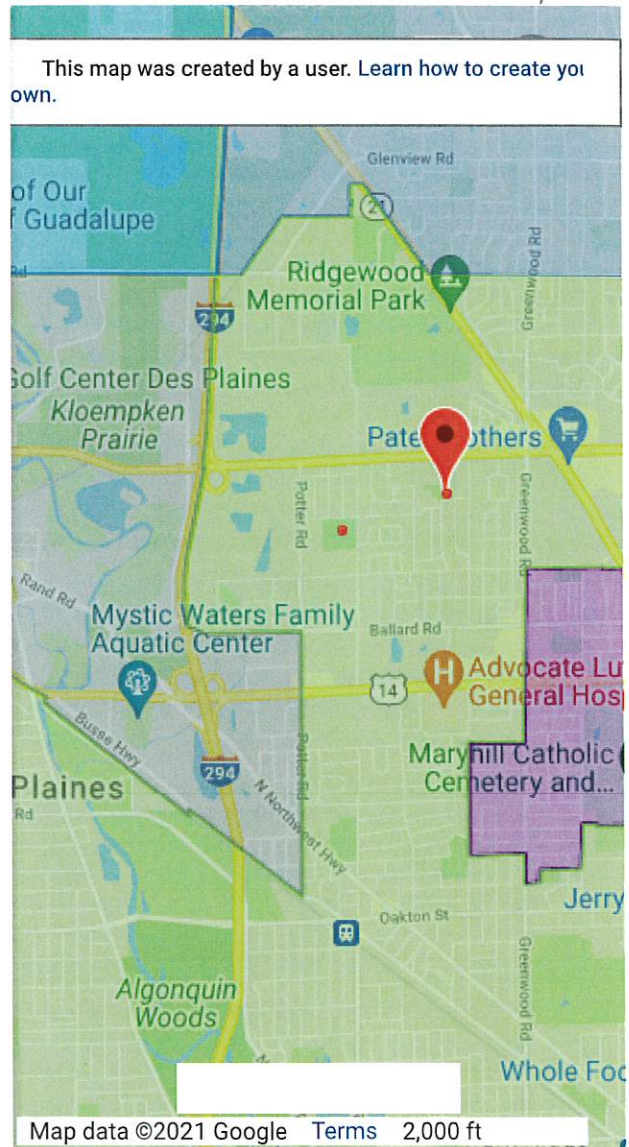 This map was created by a user. Learn how to create you
own.
Glenview Rd
of Our
f Guadalupe
21
Greenwood Rd
Ridgewood
Memorial Park
294
Golf Center Des Plaines
Kloempken
Prairie
Pate
others
Potter Rd
Greenwood Rd
Rand Rd
Mystic Waters Family
Aquatic Center
Ballard Rd
H
Advocate Lu
General Hosp
14
Busse Hwy
Potter Rd
Maryhill Catholic
Cemetery and...
294
Plaines
Rd
N Northwest Hwy
Jerry
Oakton St
Greenwood Rd
Algonquin
Woods
Whole Foo
Map data ©2021 Google Terms 2,000 ft